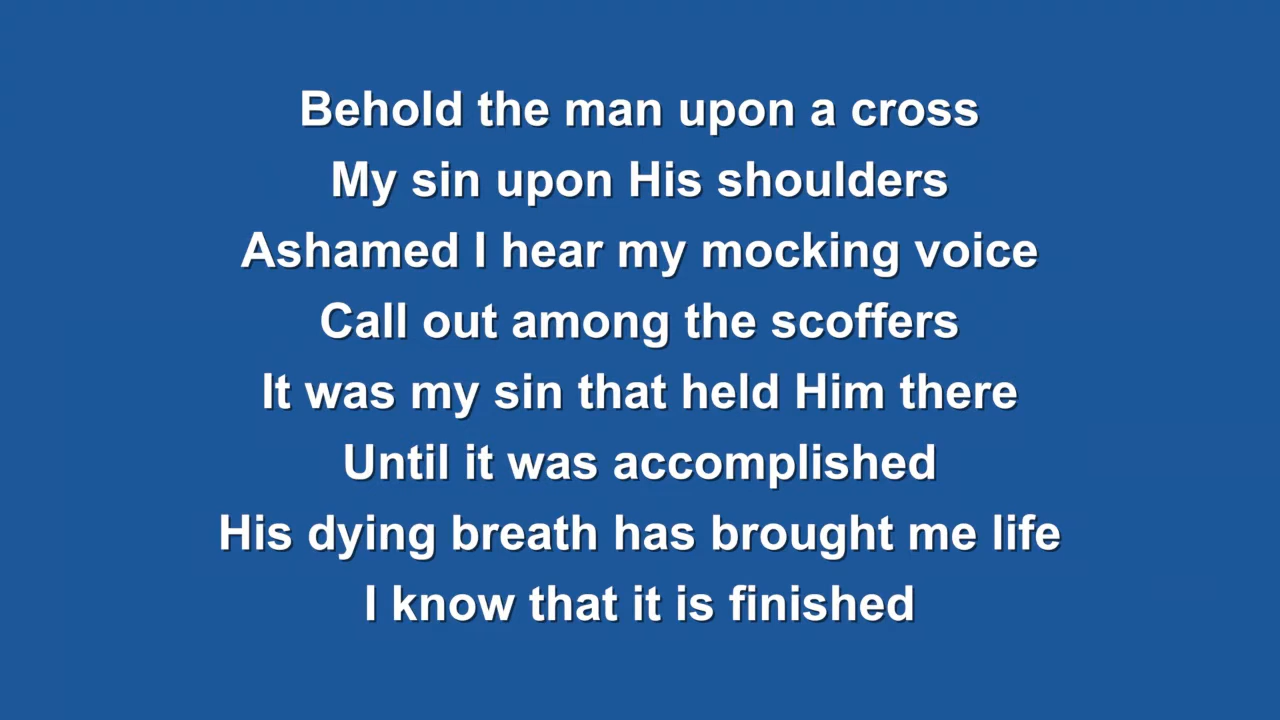 Behold the man upon a cross
My sin upon His shoulders
Ashamed I hear my mocking voice
Call out among the scoffers
It was my sin that held Him there
Until it was accomplished
His dying breath has brought me life
I know that it is finished